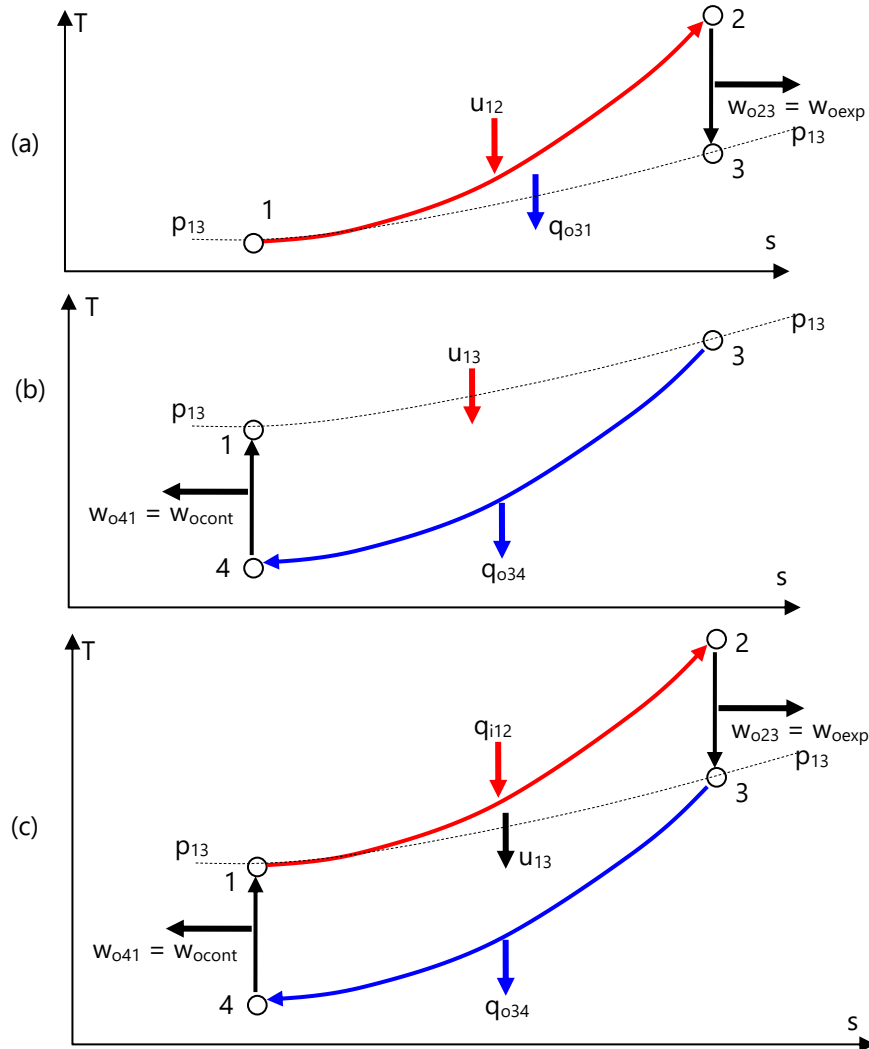 T
2
u12
wo23 = woexp
p13
(a)
3
1
p13
qo31
s
T
p13
u13
3
(b)
p13
1
wo41 = wocont
4
qo34
s
T
2
qi12
wo23 = woexp
p13
3
(c)
p13
1
u13
wo41 = wocont
4
qo34
s